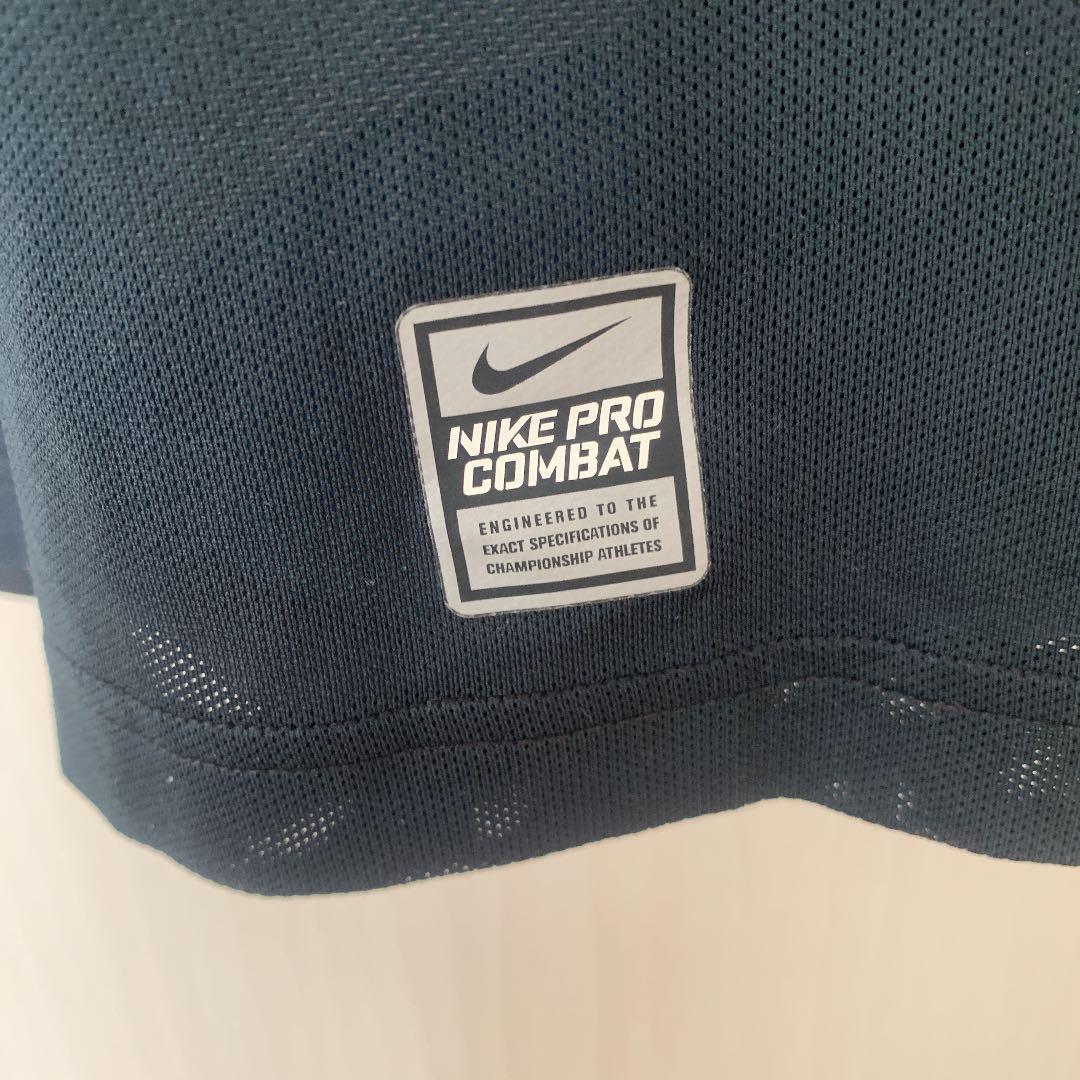 NIKE PRO
COMBAT
ENGINEERED TO THE
EXACT SPECIFICATIONS OF
CHAMPIONSHIP ATHLETES